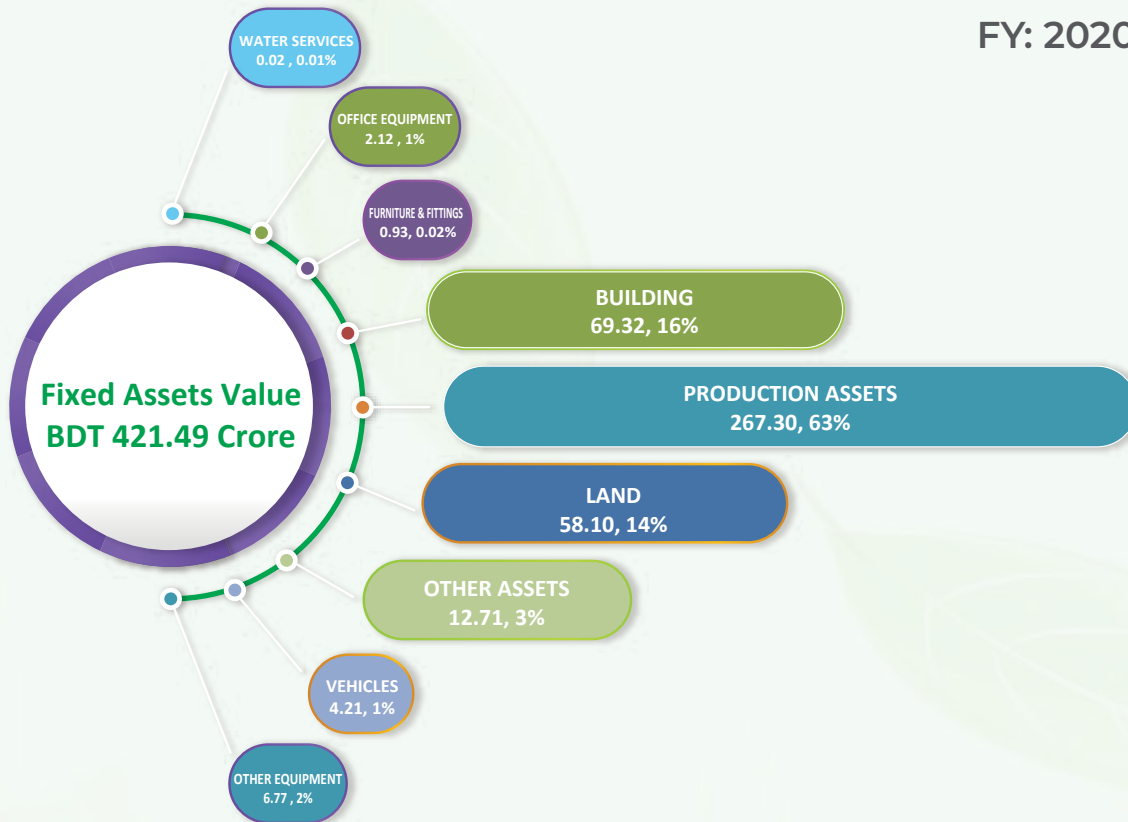 FY: 2020
WATER SERVICES
0.02 , 0.01%
OFFICE EQUIPMENT
2.12 , 1%
FURNITURE & FITTINGS
0.93, 0.02%
BUILDING
69.32, 16%
Fixed Assets Value
BDT 421.49 Crore
PRODUCTION ASSETS
267.30, 63%
LAND
58.10, 14%
OTHER ASSETS
12.71, 3%
VEHICLES
4.21, 1%
OTHER EQUIPMENT
6.77 , 2%